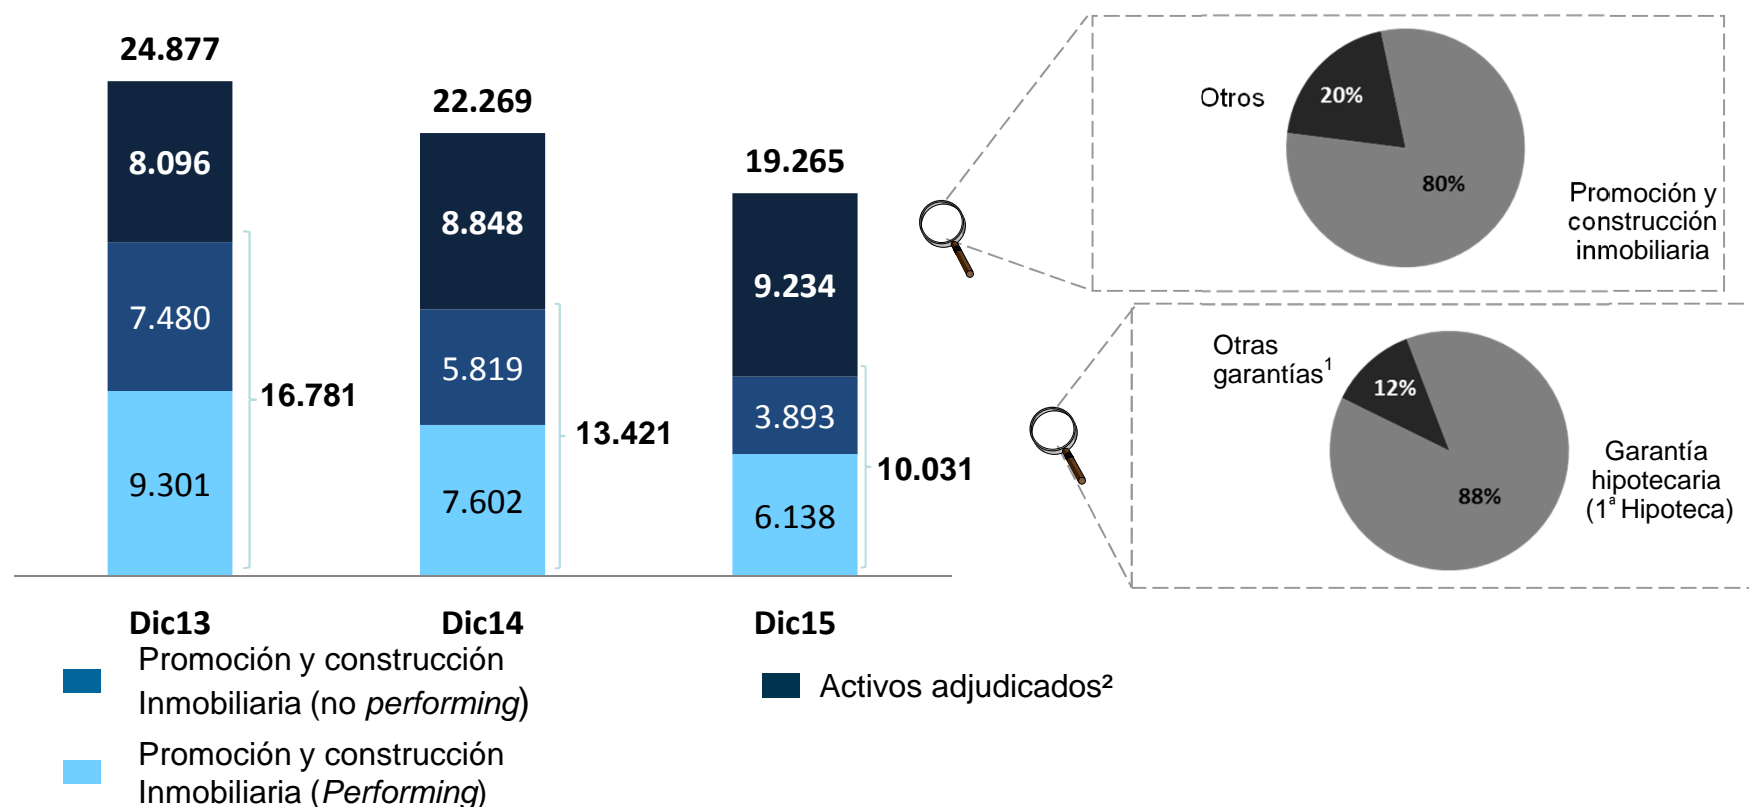 24.877
8.096
7.480
16.781
9.301
Dic13
22.269
8.848
5.819
13.421
7.602
Dic14
19.265
9.234
3.893
10.031
6.138
Dic15
Otros
20%
80%
Promoción y
construcción
inmobiliaria
Otras
garantías¹
12%
88%
Garantía
hipotecaria
(1ª Hipoteca)
Promoción y construcción
Inmobiliaria (no performing)
Activos adjudicados²
Promoción y construcción
Inmobiliaria (Performing)